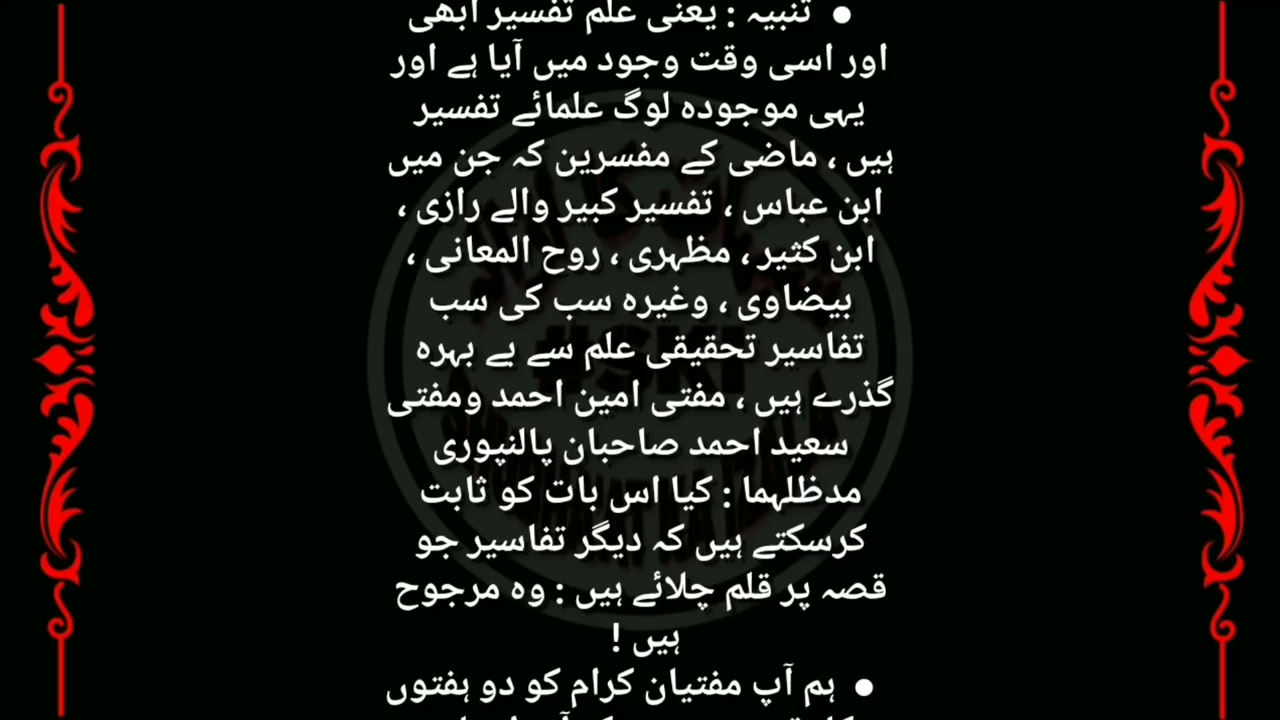 ● تنبیہ : یعنی علم تفسیر ابھی
اور اسی وقت وجود میں آیا ہے اور
یہی موجودہ لوگ علمائے تفسیر
ہیں ، ماضی کے مفسرین کہ جن میں
ابن عباس ، تفسیر کبیر والے رازی ،
ابن کثیر ، مظہری ، روح المعانی ،
بیضاوی ، وغیرہ سب کی سب
تفاسیر تحقیقی علم سے بے بہرہ
گذرے ہیں ، مفتی امین احمد ومفتی
سعید احمد صاحبان پالنپوری
مدظلہما : کیا اس بات کو ثابت
کرسکتے ہیں کہ دیگر تفاسیر جو
قصہ پر قلم چلائے ہیں : وہ مرجوح
ہیں !
● ہم آپ مفتیان کرام کو دو ہفتوں